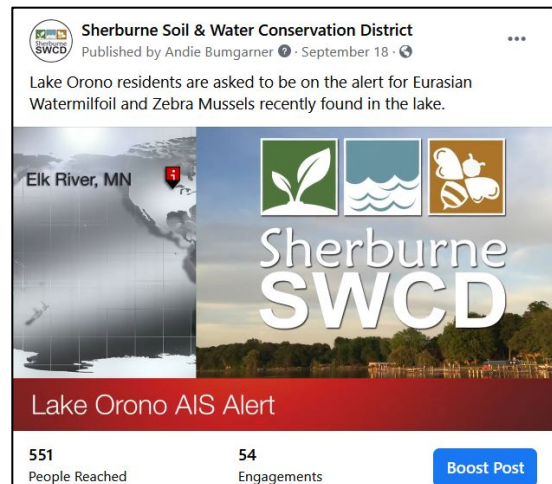 Sherburne Soil & Water Conservation District
Published by Andie Bumgarner · September 18 ·
Lake Orono residents are asked to be on the alert for Eurasian
Watermilfoil and Zebra Mussels recently found in the lake.
Elk River, MN
Sherburne
SWCD
Lake Orono AIS Alert
551
People Reached
54
Engagements
Boost Post